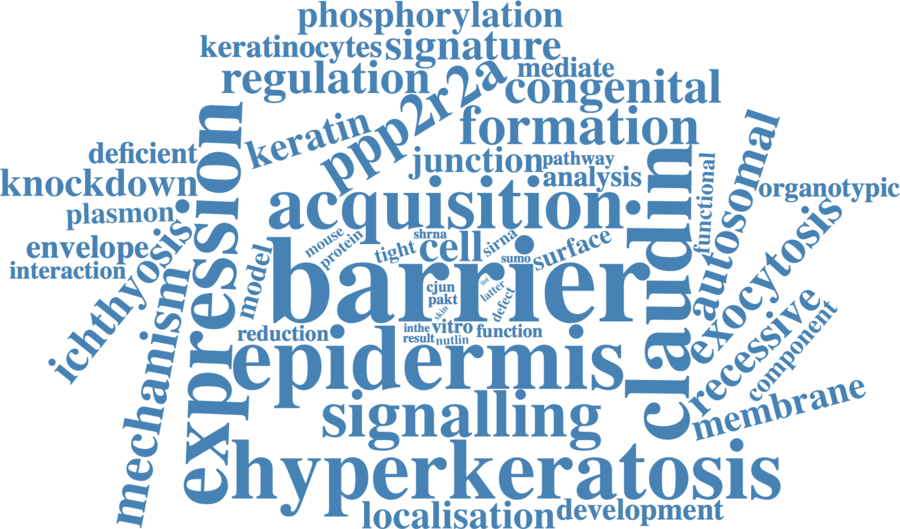 phosphorylation
keratinocytes
signature
regulation
ppp2r2a
mediate
congenital
keratin
formation
deficient
junction
pathway
analysis
knockdown
expression
acquisition
claudin
functional
autosomal
organotypic
plasmon
envelope
interaction
ichthyosis
mechanism
model
mouse
protein
tight
shrna
cell
sirna
sumo
surface
exocytosis
barrier
cjun
pakt
skin
list
latter
defect
reduction
inthe
vitro
function
result
nutlin
recessive
component
epidermis
signalling
membrane
hyperkeratosis
localisation
development